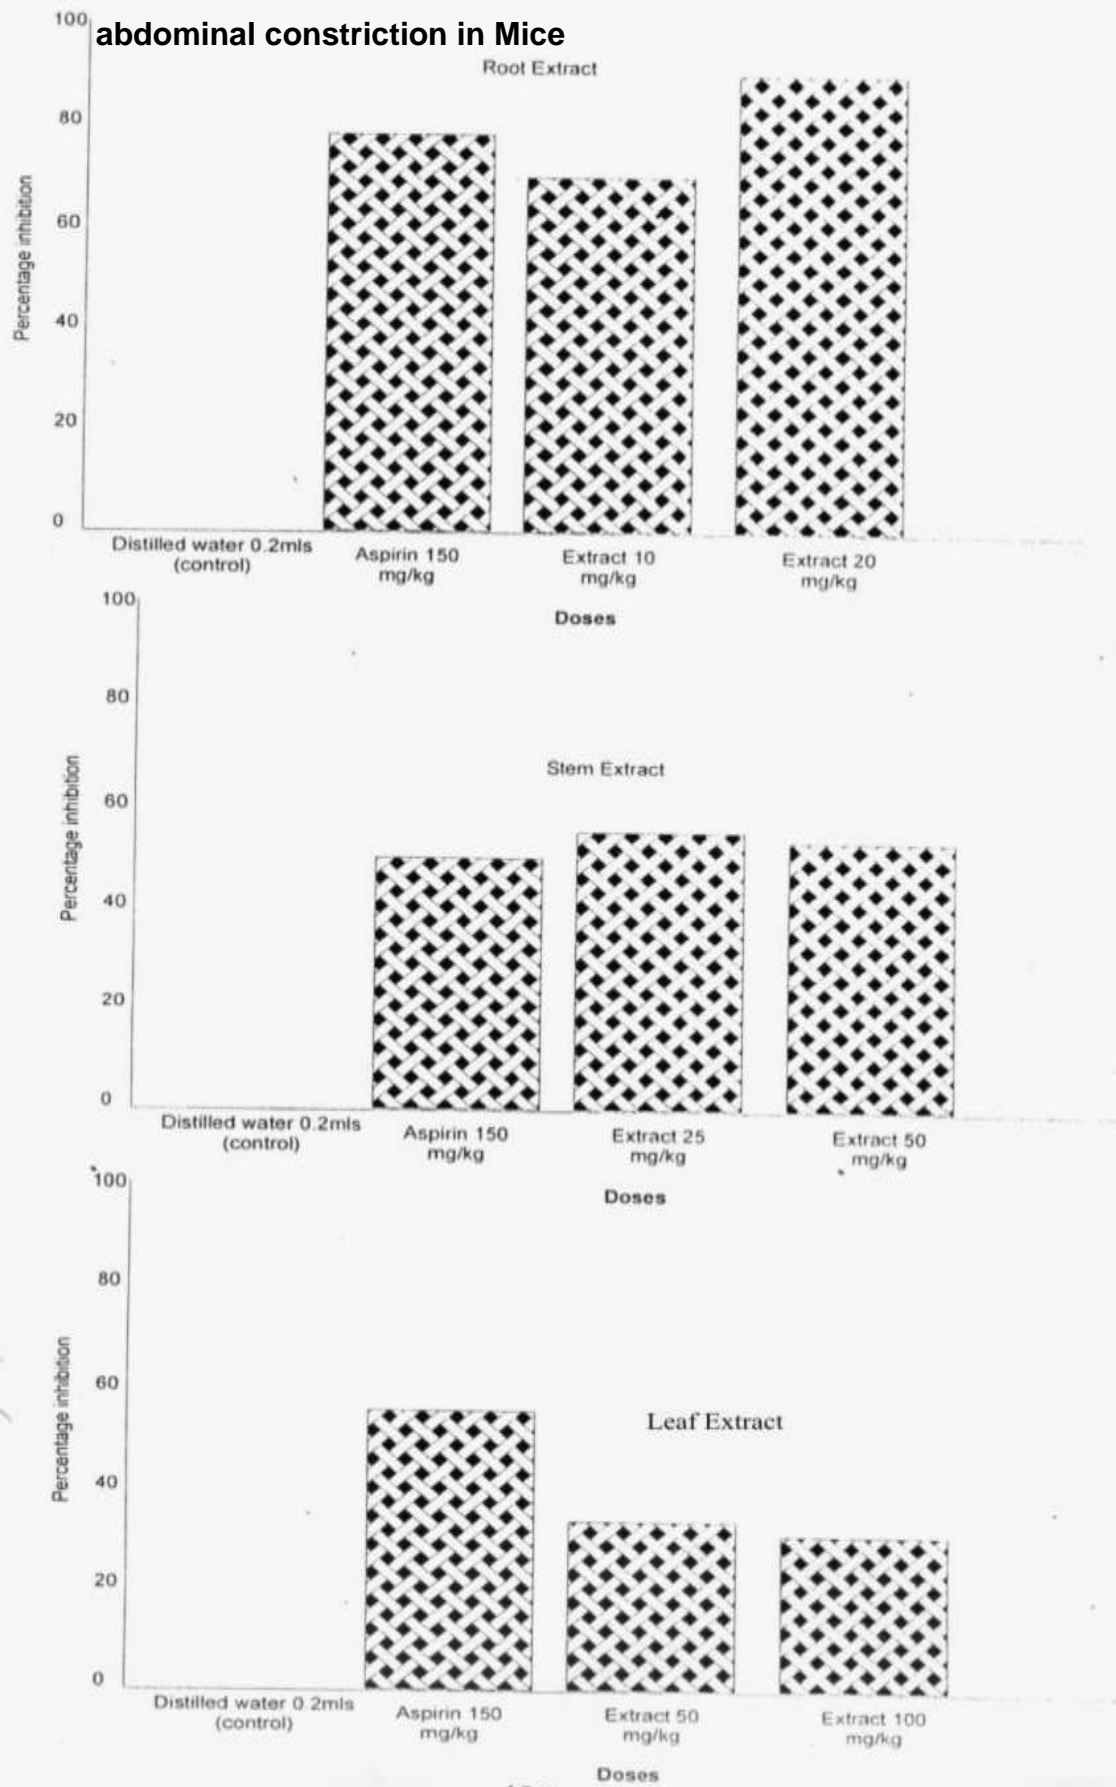 abdominal constriction in Mice
Root Extract
Percentage inhibition
100
80
60
40
20
0
Distilled water 0.2mls
(control)
Aspirin 150
mg/kg
Extract 10
mg/kg
Extract 20
mg/kg
Doses
Stem Extract
Percentage inhibition
100
80
60
40
20
0
Distilled water 0.2mls
(control)
Aspirin 150
mg/kg
Extract 25
mg/kg
Extract 50
mg/kg
Doses
Leaf Extract
Percentage inhibition
100
80
60
40
20
0
Distilled water 0.2mls
(control)
Aspirin 150
mg/kg
Extract 50
mg/kg
Extract 100
mg/kg
Doses